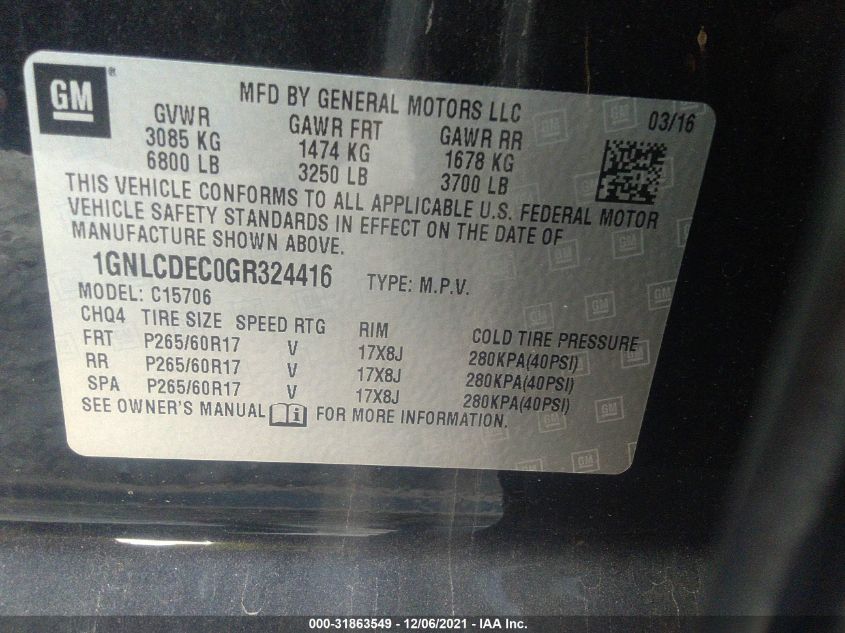 GM ®
MFD BY GENERAL MOTORS LLC
03/16
GVWR GAWR FRT GAWR RR
3085 KG 1474 KG 1678 KG
6800 LB 3250 LB 3700 LB
THIS VEHICLE CONFORMS TO ALL APPLICABLE U.S. FEDERAL MOTOR
VEHICLE SAFETY STANDARDS IN EFFECT ON THE DATE OF
MANUFACTURE SHOWN ABOVE.
1GNLCDEC0GR324416 TYPE: M.P.V.
MODEL: C15706
CHQ4 TIRE SIZE SPEED RTG RIM COLD TIRE PRESSURE
FRT P265/60R17 V 17X8J 280KPA(40PSI)
RR P265/60R17 V 17X8J 280KPA(40PSI)
SPA P265/60R17 V 17X8J 280KPA(40PSI)
SEE OWNER'S MANUAL i FOR MORE INFORMATION.
000-31863549 - 12/06/2021 - IAA Inc.